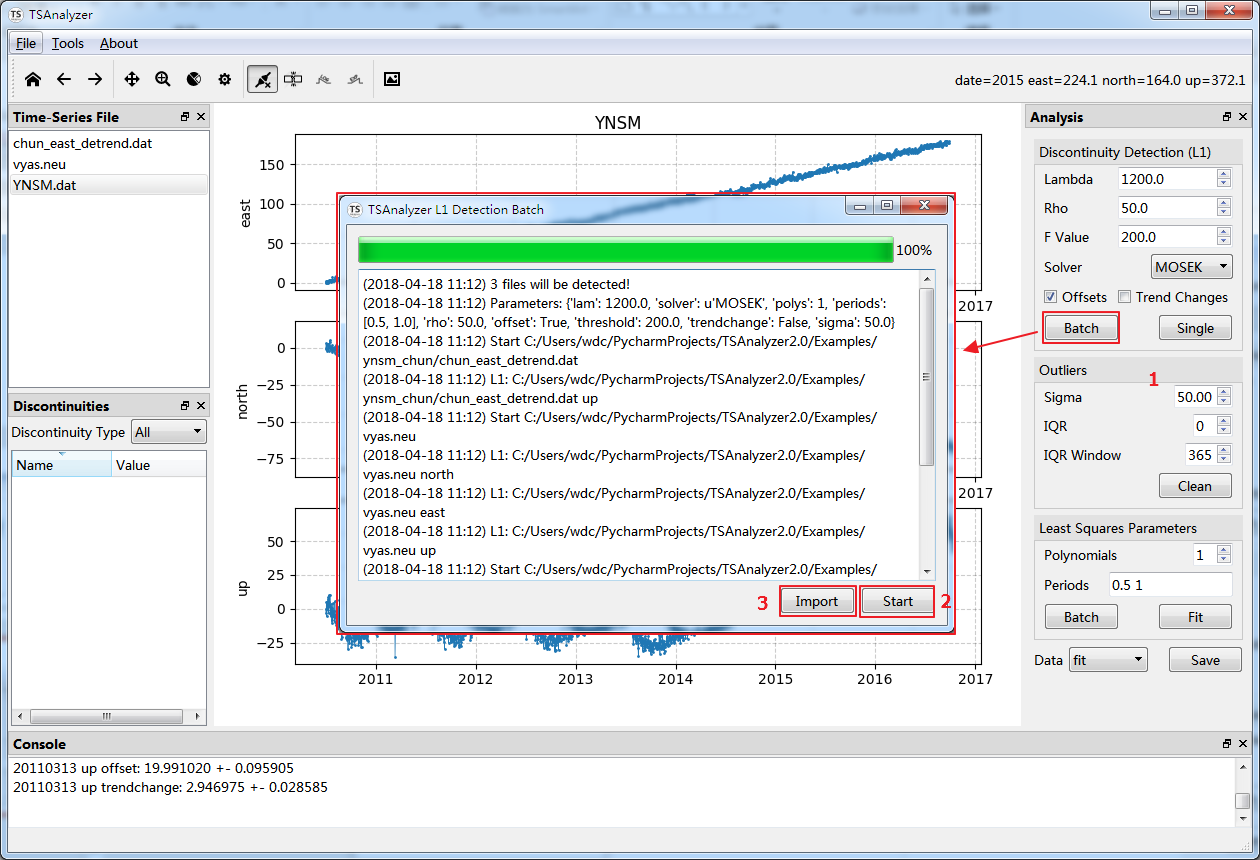 TSAnalyzer
File Tools About
date=2015 east=224.1 north=164.0 up=372.1
Time-Series File
chun_east_detrend.dat
vyas.neu
YNSM.dat
Discontinuities
Discontinuity Type All
Name Value
YNSM
east
150
100
50
0
2017
north
0
−25
−50
−75
2017
up
50
25
0
−25
2011 2012 2013 2014 2015 2016 2017
TSAnalyzer L1 Detection Batch
100%
(2018-04-18 11:12) 3 files will be detected!
(2018-04-18 11:12) Parameters: {'lam': 1200.0, 'solver': u'MOSEK', 'polys': 1, 'periods':
[0.5, 1.0], 'rho': 50.0, 'offset': True, 'threshold': 200.0, 'trendchange': False, 'sigma': 50.0}
(2018-04-18 11:12) Start C:/Users/wdc/PycharmProjects/TSAnalyzer2.0/Examples/
ynsm_chun/chun_east_detrend.dat
(2018-04-18 11:12) L1: C:/Users/wdc/PycharmProjects/TSAnalyzer2.0/Examples/
ynsm_chun/chun_east_detrend.dat up
(2018-04-18 11:12) Start C:/Users/wdc/PycharmProjects/TSAnalyzer2.0/Examples/
vyas.neu
(2018-04-18 11:12) L1: C:/Users/wdc/PycharmProjects/TSAnalyzer2.0/Examples/
vyas.neu north
(2018-04-18 11:12) L1: C:/Users/wdc/PycharmProjects/TSAnalyzer2.0/Examples/
vyas.neu east
(2018-04-18 11:12) L1: C:/Users/wdc/PycharmProjects/TSAnalyzer2.0/Examples/
vyas.neu up
(2018-04-18 11:12) Start C:/Users/wdc/PycharmProjects/TSAnalyzer2.0/Examples/
3 Import Start 2
Analysis
Discontinuity Detection (L1)
Lambda 1200.0
Rho 50.0
F Value 200.0
Solver MOSEK
Offsets Trend Changes
Batch Single
Outliers
1
Sigma 50.00
IQR 0
IQR Window 365
Clean
Least Squares Parameters
Polynomials 1
Periods 0.5 1
Batch Fit
Data fit Save
Console
20110313 up offset: 19.991020 +- 0.095905
20110313 up trendchange: 2.946975 +- 0.028585